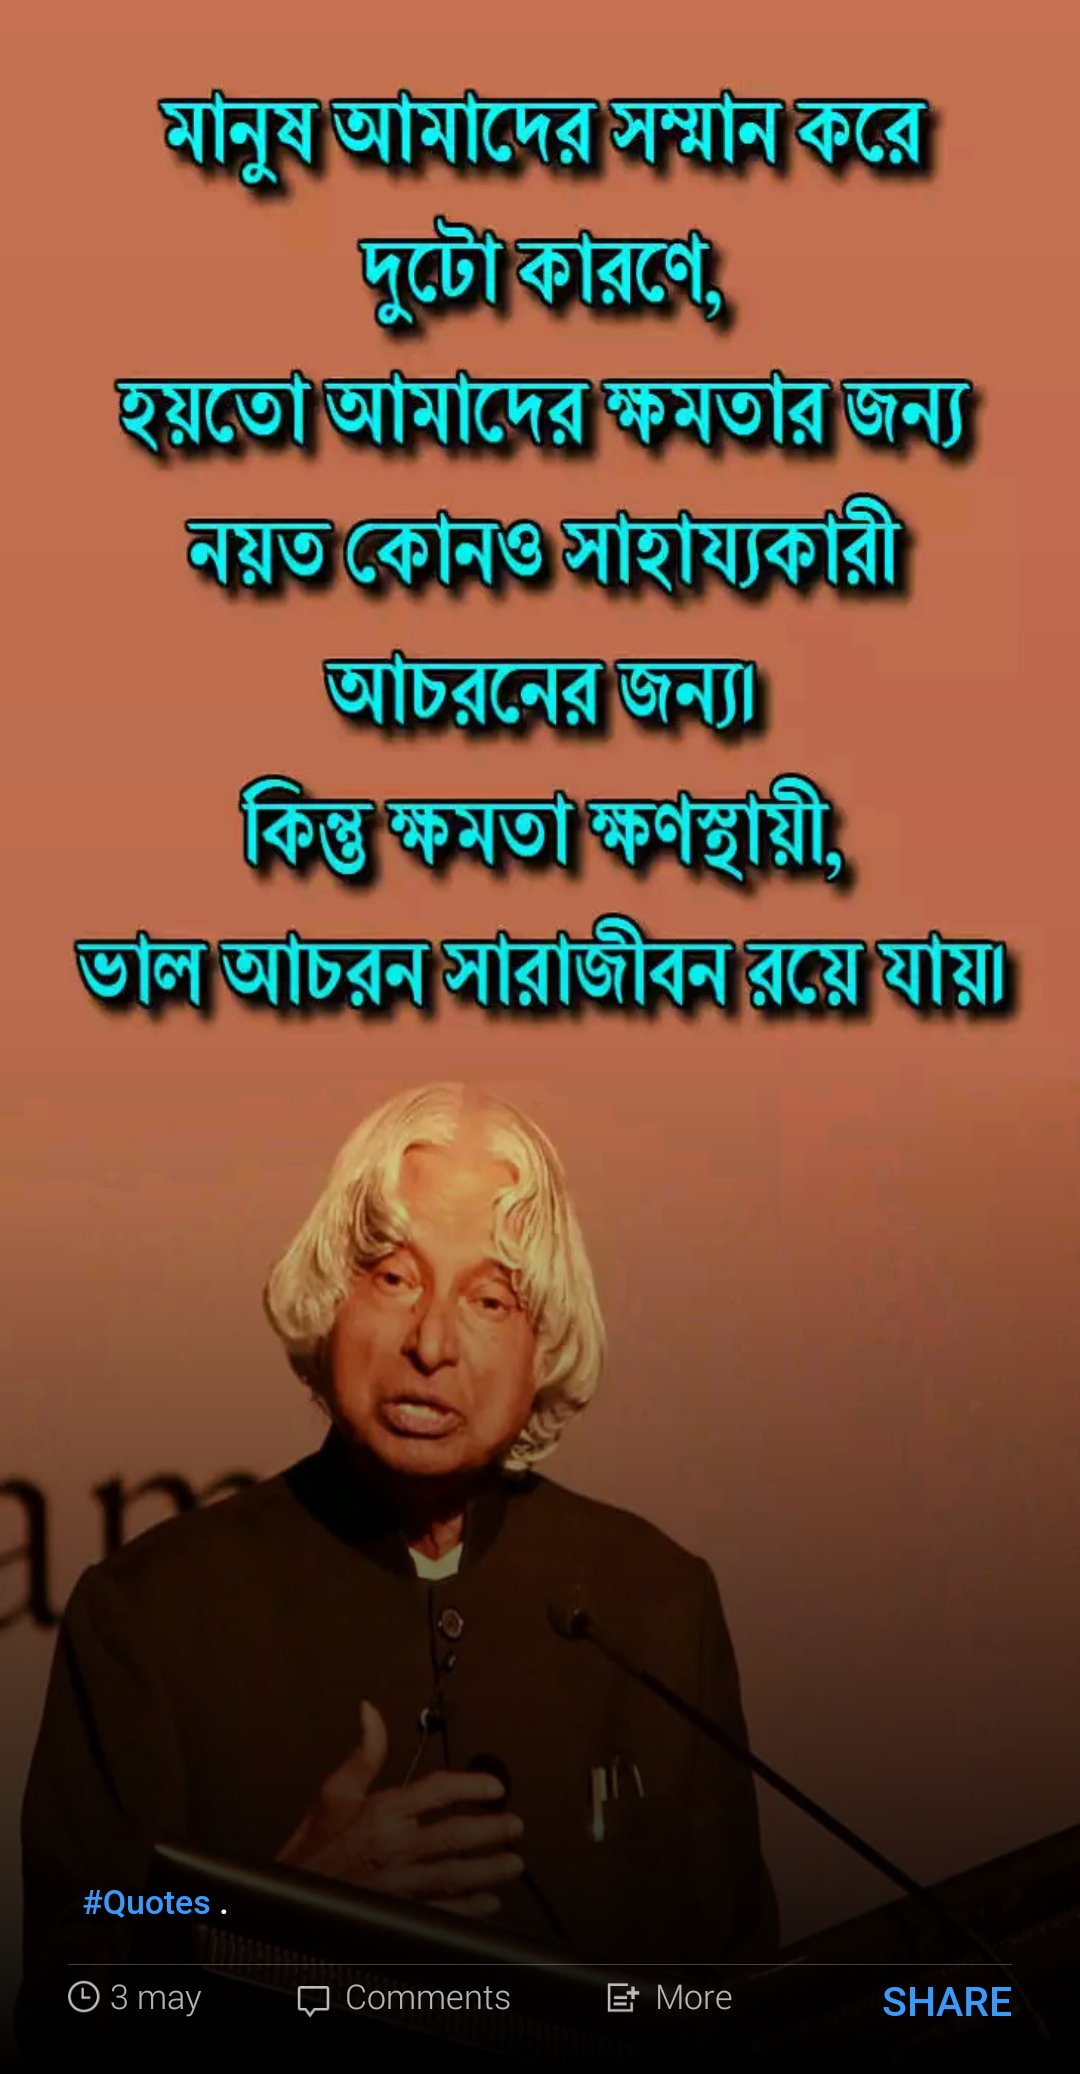 মানুষ আমাদের সম্মান করে
দুটো কারণে,
হয়তো আমাদের ক্ষমতার জন্য
নয়ত কোনও সাহায্যকারী
আচরনের জন্য।
কিন্তু ক্ষমতা ক্ষণস্থায়ী,
ভাল আচরন সারাজীবন রয়ে যায়।
am
#Quotes .
3 may Comments More SHARE